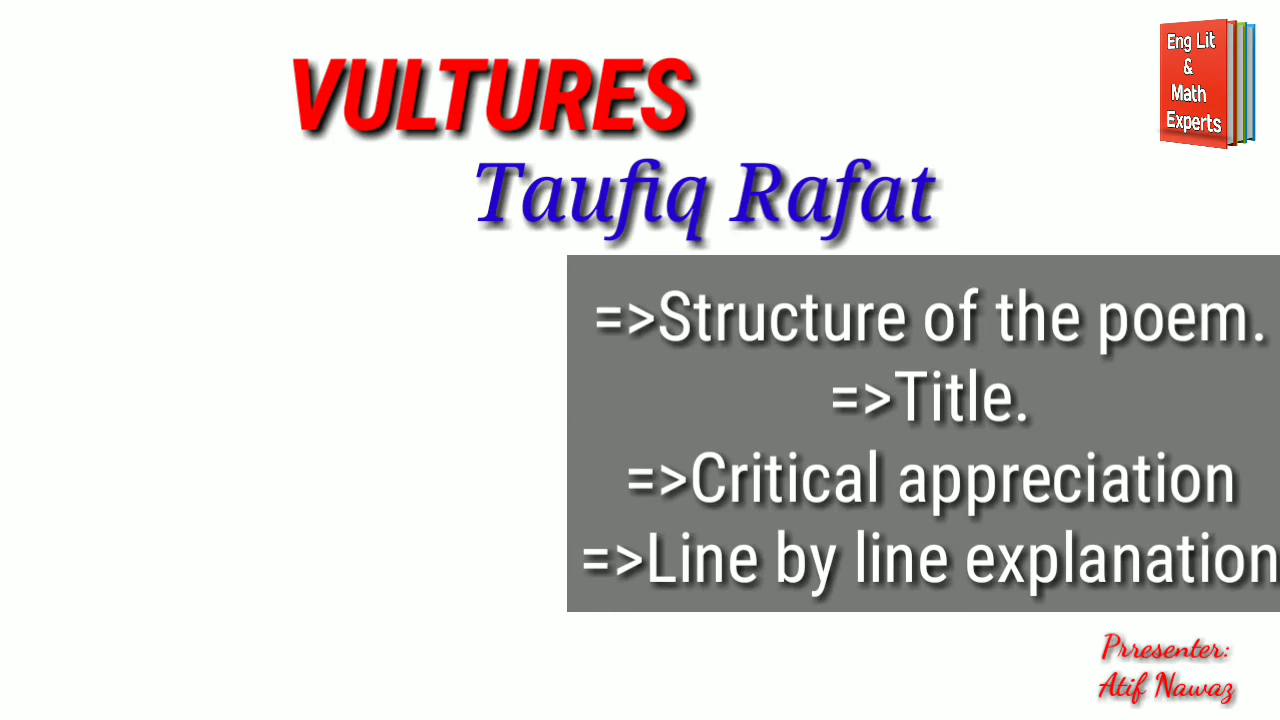 VULTURES
Taufiq Rafat
Eng Lit
&
Math
Experts
=>Structure of the poem.
=>Title.
=>Critical appreciation
=>Line by line explanation
Prresenter:
Atif Nawaz